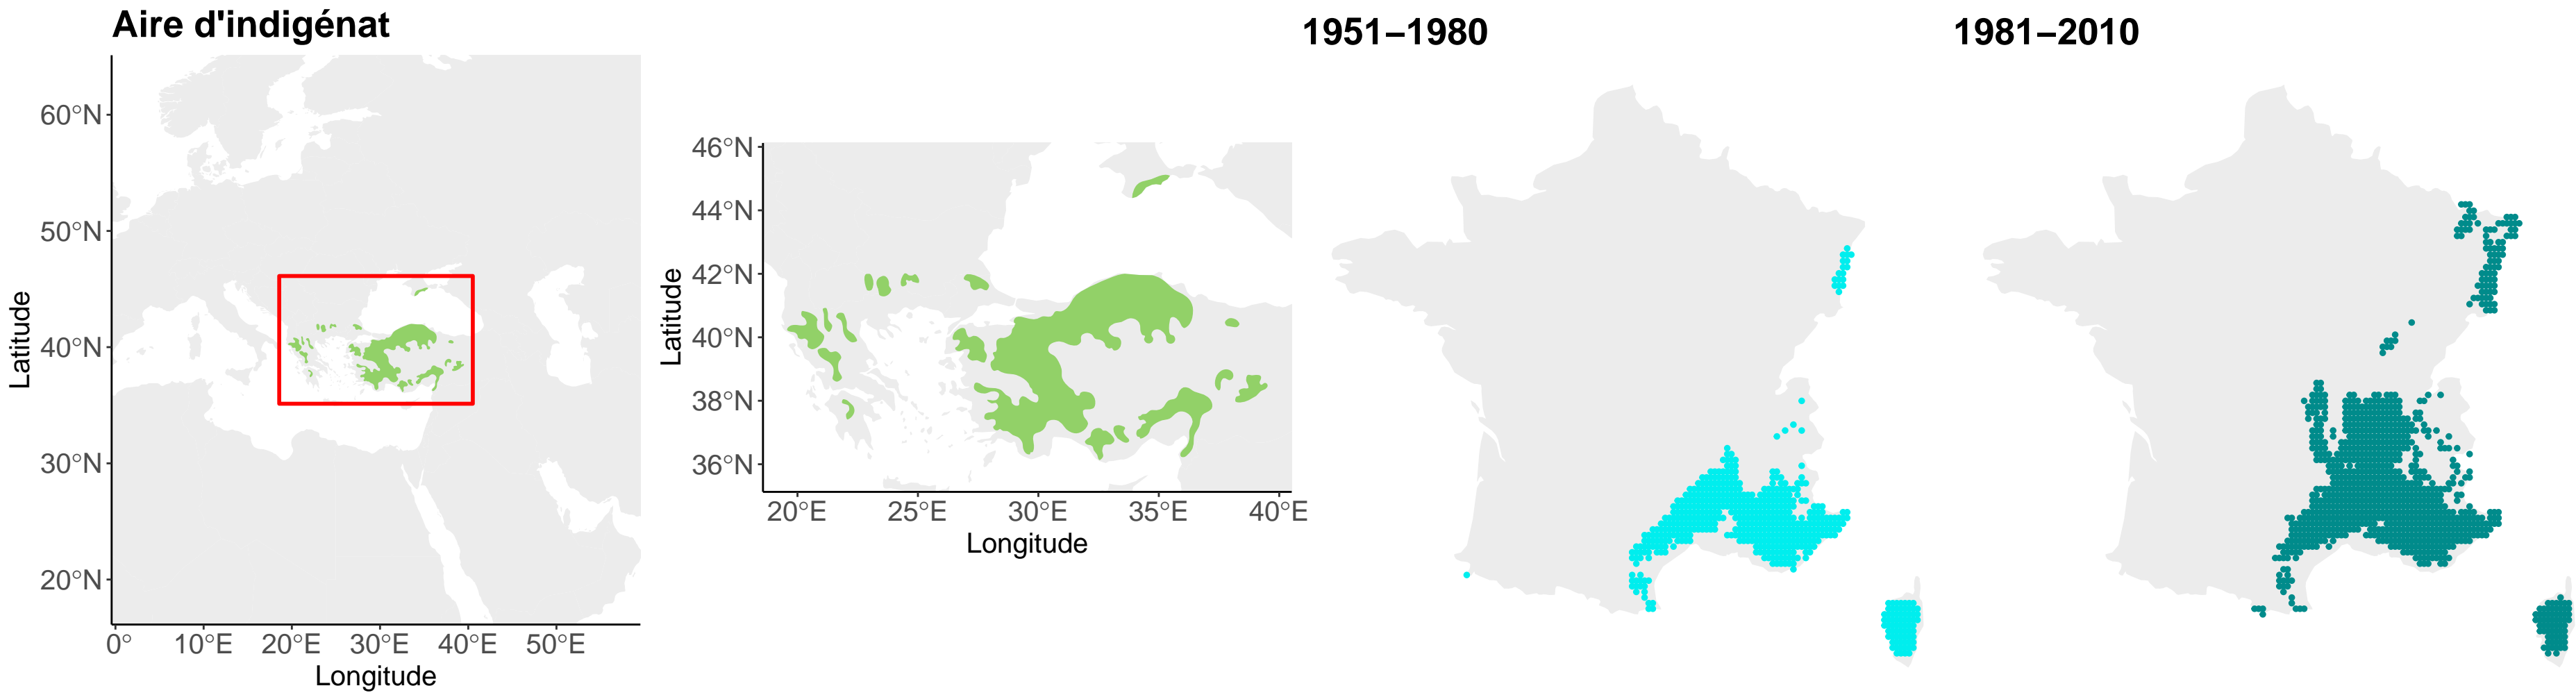 Aire d'indigénat
1951–1980
1981–2010
60°N
50°N
40°N
30°N
20°N
Latitude
0°
10°E
20°E
30°E
40°E
50°E
Longitude
46°N
44°N
42°N
40°N
38°N
36°N
Latitude
20°E
25°E
30°E
35°E
40°E
Longitude